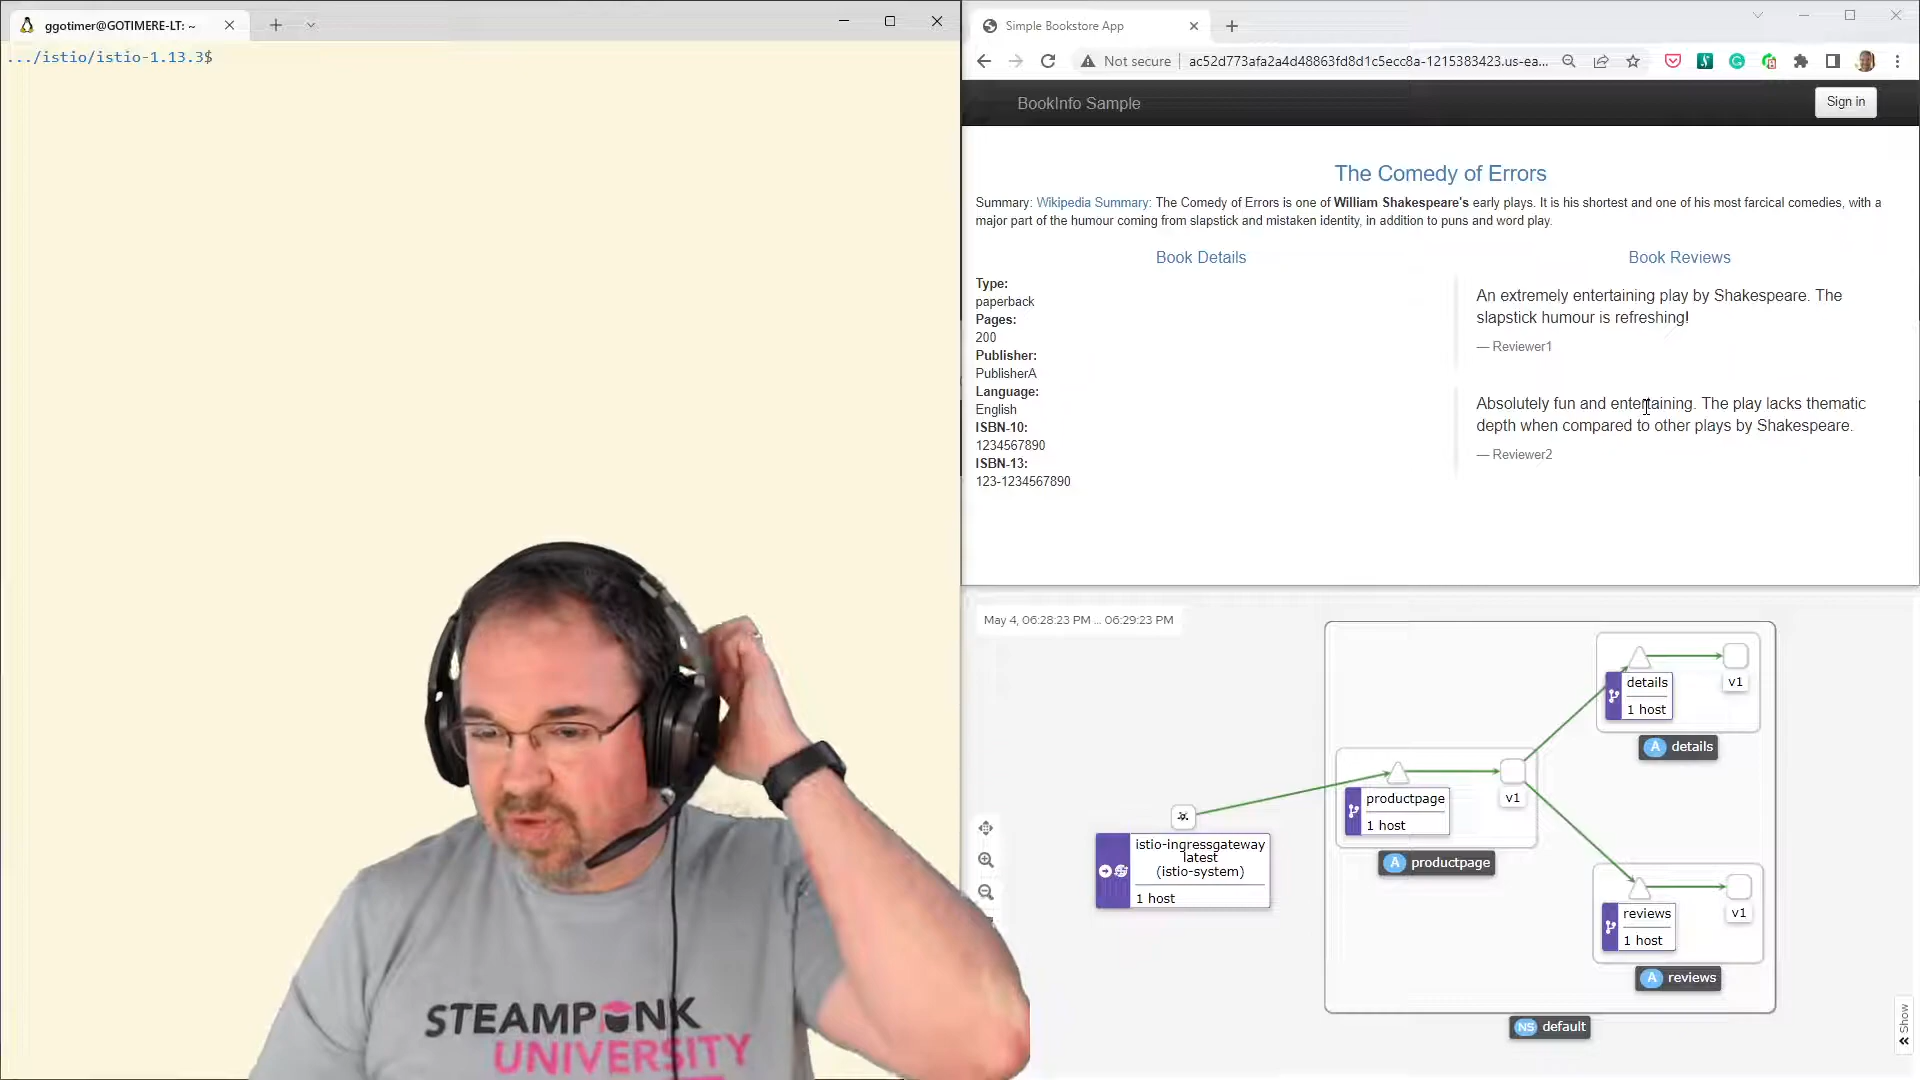 ggotimer@GOTIMERE-LT: ~
.../istio/istio-1.13.3$
Simple Bookstore App
Not secure
ac52d773afa2a4d48863fd8d1c5ecc8a-1215383423.us-ea...
BookInfo Sample
Sign in
The Comedy of Errors
Summary: Wikipedia Summary: The Comedy of Errors is one of William Shakespeare's early plays. It is his shortest and one of his most farcical comedies, with a
major part of the humour coming from slapstick and mistaken identity, in addition to puns and word play.
Book Details
Type:
paperback
Pages:
200
Publisher:
PublisherA
Language:
English
ISBN-10:
1234567890
ISBN-13:
123-1234567890
Book Reviews
An extremely entertaining play by Shakespeare. The
slapstick humour is refreshing!
— Reviewer1
Absolutely fun and entertaining. The play lacks thematic
depth when compared to other plays by Shakespeare.
— Reviewer2
May 4, 06:28:23 PM ... 06:29:23 PM
details
1 host
v1
A details
productpage
1 host
v1
A productpage
istio-ingressgateway
latest
(istio-system)
1 host
reviews
1 host
v1
A reviews
NS default
Show
STEAMPUNK
UNIVERSITY